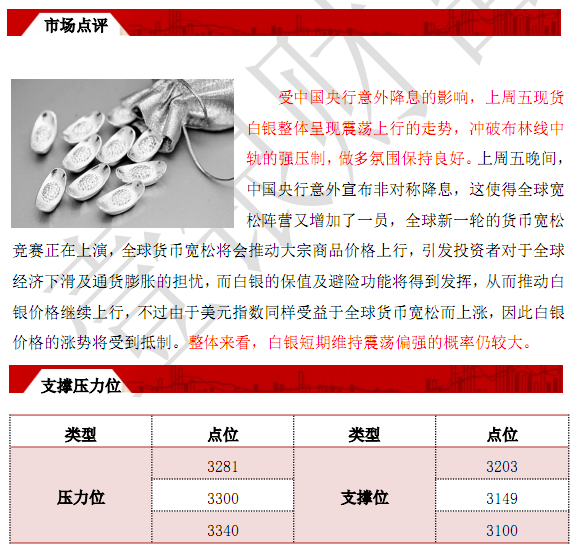 市场点评
受中国央行意外降息的影响，上周五现货
白银整体呈现震荡上行的走势，冲破布林线中
轨的强压制，做多氛围保持良好。上周五晚间，
中国央行意外宣布非对称降息，这使得全球宽
松阵营又增加了一员，全球新一轮的货币宽松
竞赛正在上演，全球货币宽松将会推动大宗商品价格上行，引发投资者对于全球
经济下滑及通货膨胀的担忧，而白银的保值及避险功能将得到发挥，从而推动白
银价格继续上行，不过由于美元指数同样受益于全球货币宽松而上涨，因此白银
价格的涨势将受到抵制。整体来看，白银短期维持震荡偏强的概率仍较大。
支撑压力位
类型 点位 类型 点位
3281 3203
压力位 3300 支撑位 3149
3340 3100